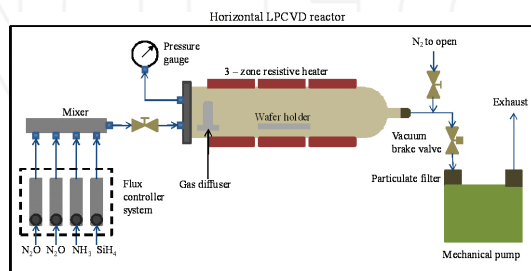 Horizontal LPCVD reactor
Pressure
gauge
N₂ to open
3 – zone resistive heater
Exhaust
Mixer
Wafer holder
Vacuum
brake valve
Gas diffuser
Particulate filter
Flux
controller
system
N₂O N₂O NH₃ SiH₄
Mechanical pump